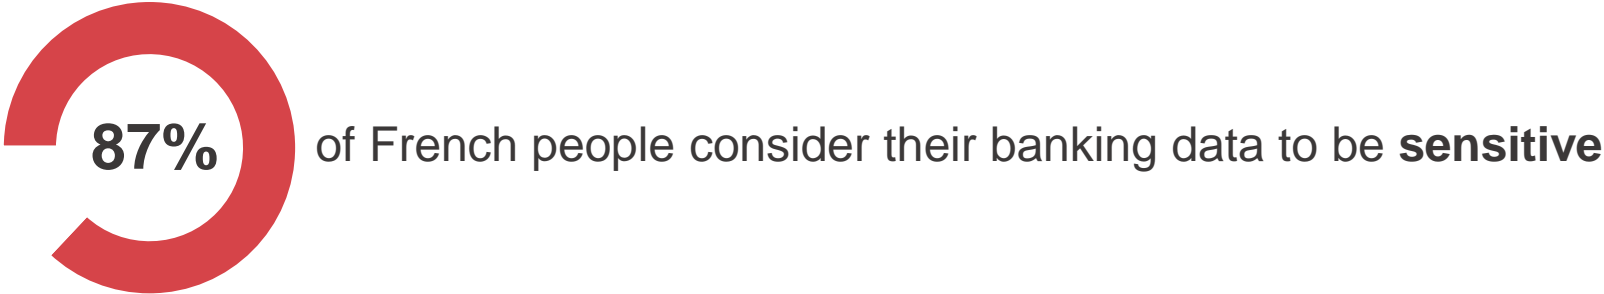 87% of French people consider their banking data to be sensitive